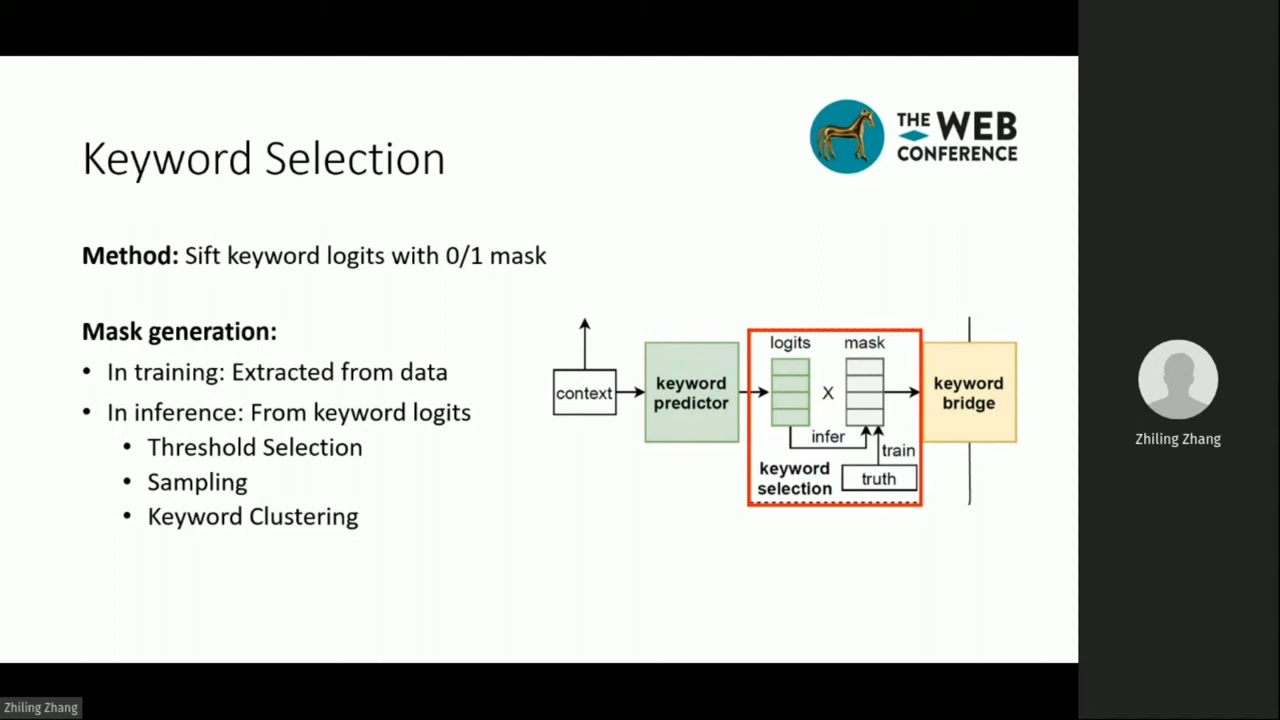 THE WEB
CONFERENCE
Keyword Selection
Method: Sift keyword logits with 0/1 mask
Mask generation:
• In training: Extracted from data
• In inference: From keyword logits
• Threshold Selection
• Sampling
• Keyword Clustering
context
keyword
predictor
logits
mask
X
infer
train
keyword
selection
truth
keyword
bridge
Zhiling Zhang
Zhiling Zhang